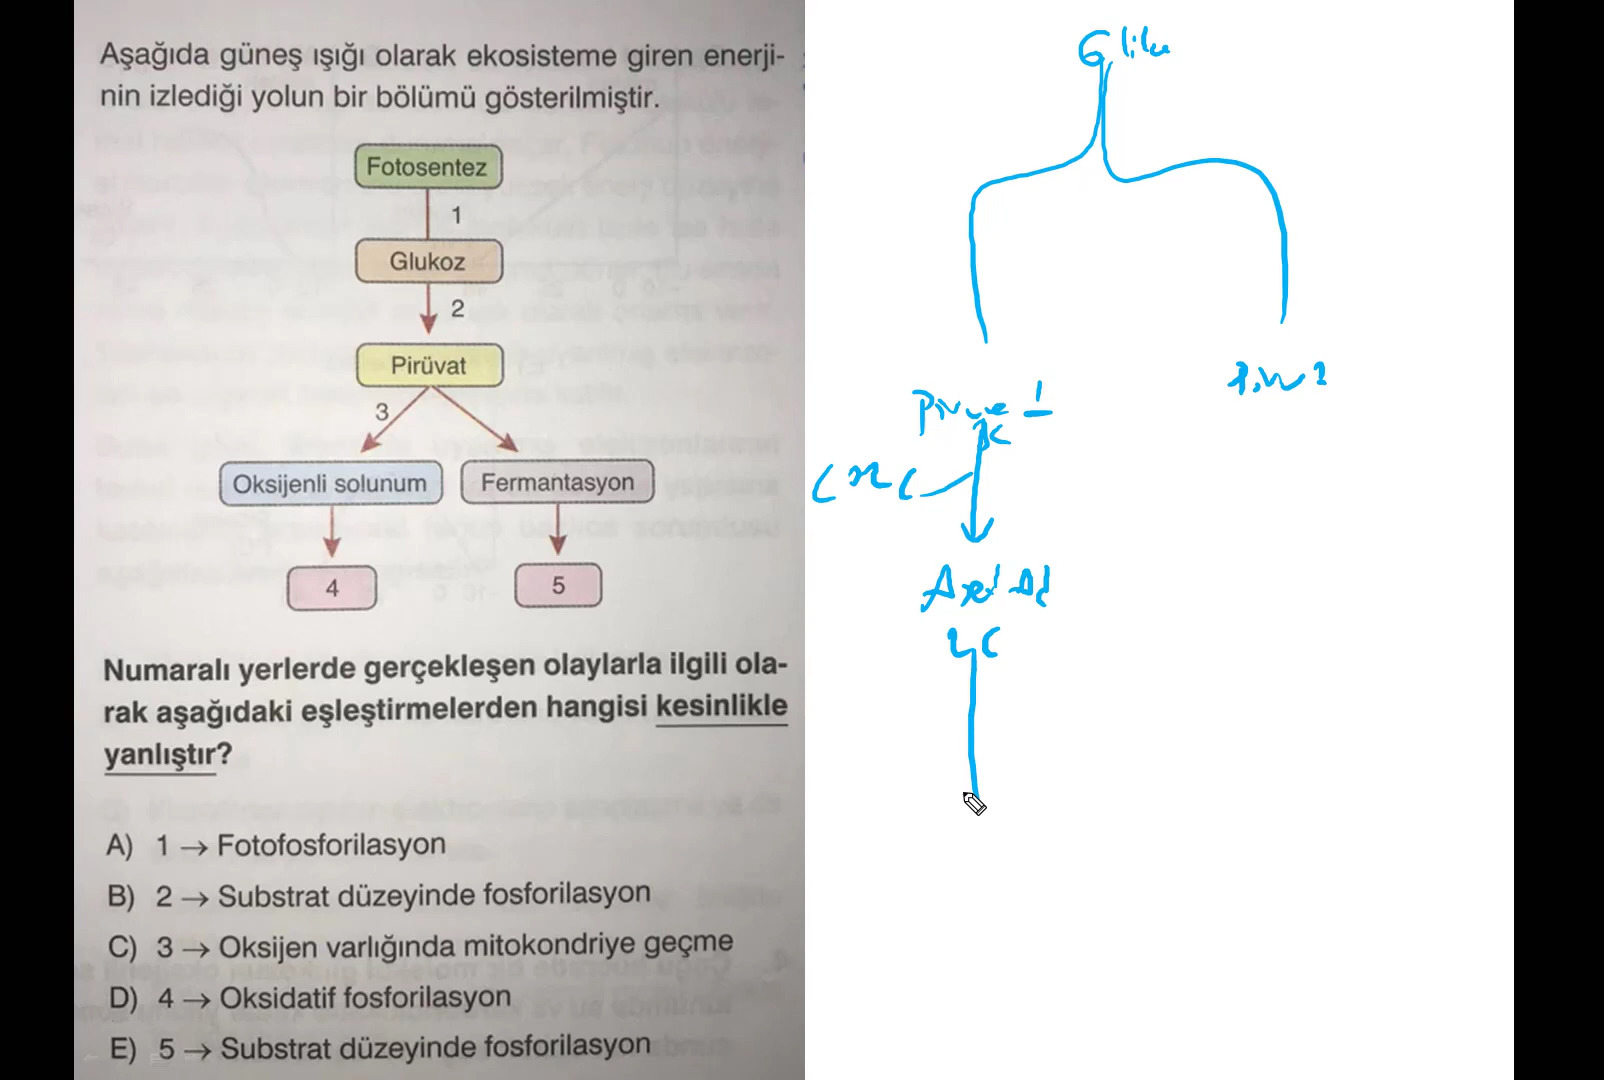 Aşağıda güneş ışığı olarak ekosisteme giren enerji-
nin izlediği yolun bir bölümü gösterilmiştir.
Fotosentez
1
Glukoz
2
Pirüvat
3
Oksijenli solunum
Fermantasyon
4
5
Numaralı yerlerde gerçekleşen olaylarla ilgili ola-
rak aşağıdaki eşleştirmelerden hangisi kesinlikle
yanlıştır?
A) 1 → Fotofosforilasyon
B) 2 → Substrat düzeyinde fosforilasyon
C) 3 → Oksijen varlığında mitokondriye geçme
D) 4 → Oksidatif fosforilasyon
E) 5 → Substrat düzeyinde fosforilasyon